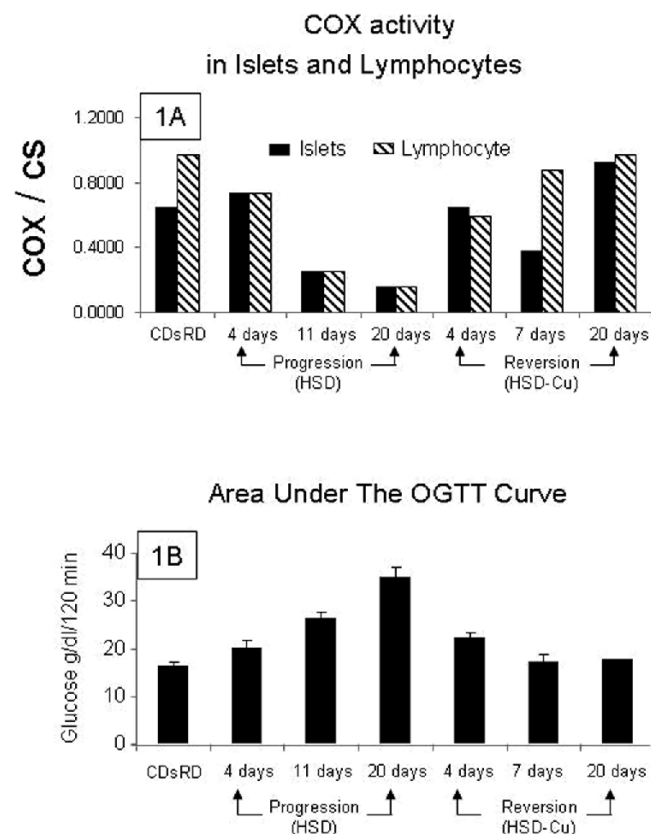 COX activity
in Islets and Lymphocytes
1A
Islets Lymphocyte
COX / CS
1.2000
0.8000
0.4000
0.0000
CDsRD 4 days 11 days 20 days 4 days 7 days 20 days
Progression Reversion
(HSD) (HSD-Cu)
Area Under The OGTT Curve
1B
Glucose g/dl/120 min
40
30
20
10
0
CDsRD 4 days 11 days 20 days 4 days 7 days 20 days
Progression Reversion
(HSD) (HSD-Cu)